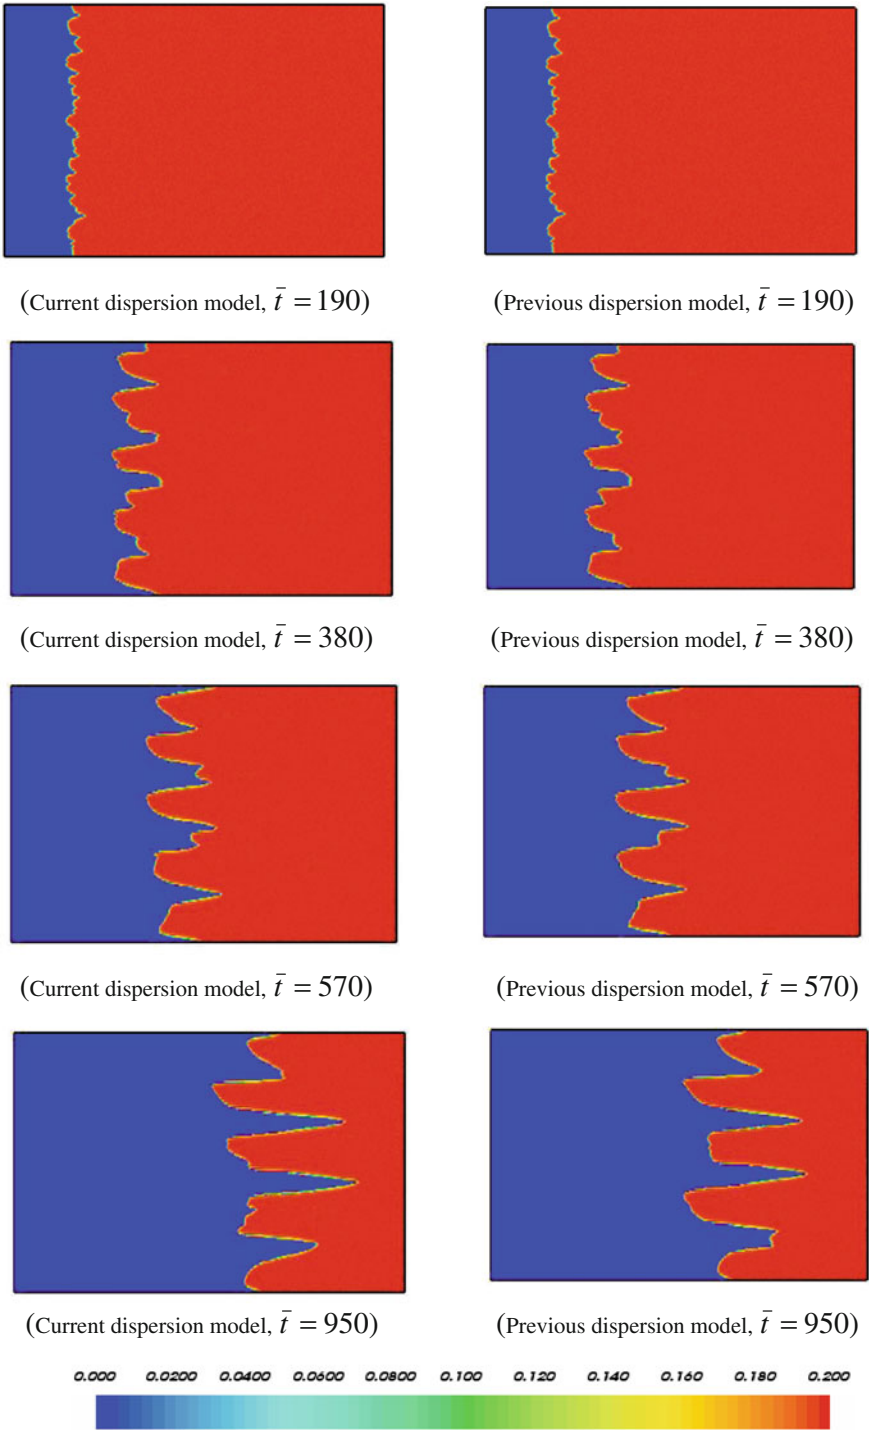 (Current dispersion model, t̄ = 190)
(Previous dispersion model, t̄ = 190)
(Current dispersion model, t̄ = 380)
(Previous dispersion model, t̄ = 380)
(Current dispersion model, t̄ = 570)
(Previous dispersion model, t̄ = 570)
(Current dispersion model, t̄ = 950)
(Previous dispersion model, t̄ = 950)
0.000 0.0200 0.0400 0.0600 0.0800 0.100 0.120 0.140 0.160 0.180 0.200